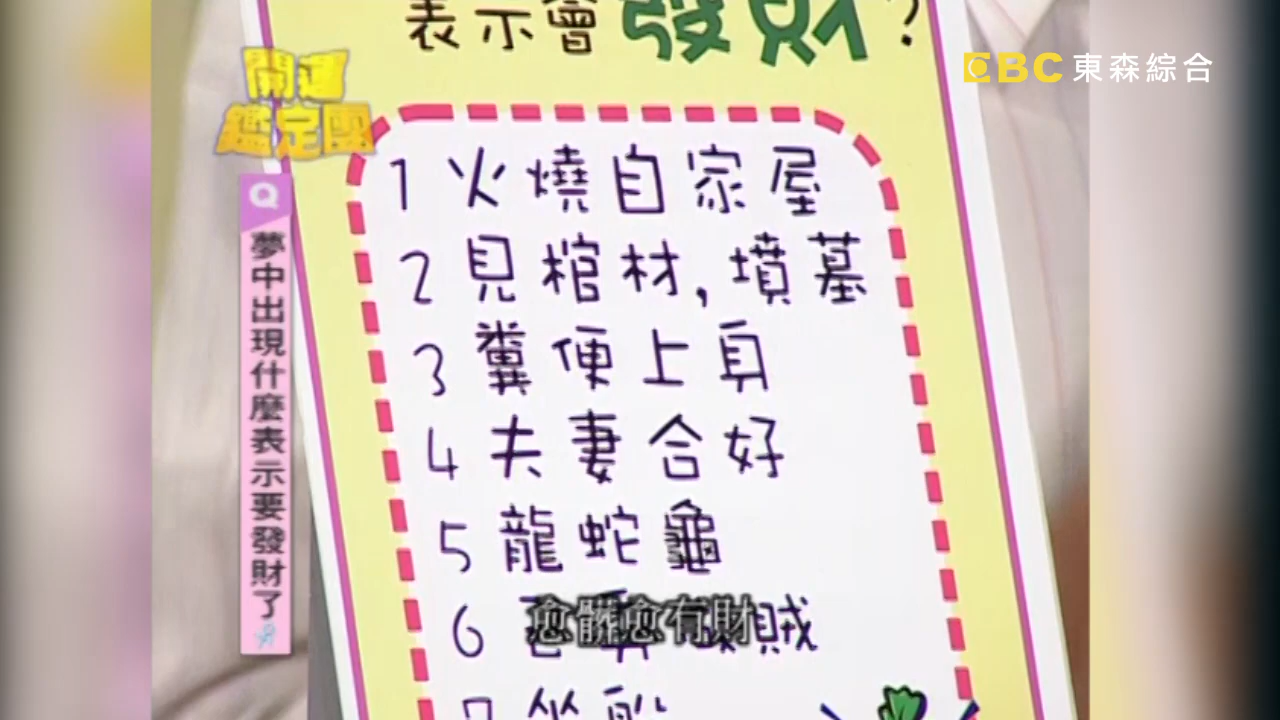 表示會發財?
EBC 東森綜合
開運
鑑定團
Q
夢中出現什麼表示要發財了
1 火燒自家屋
2 見棺材,墳墓
3 糞便上身
4 夫妻合好
5 龍蛇龜
6 賊
愈髒愈有財
7 坐船